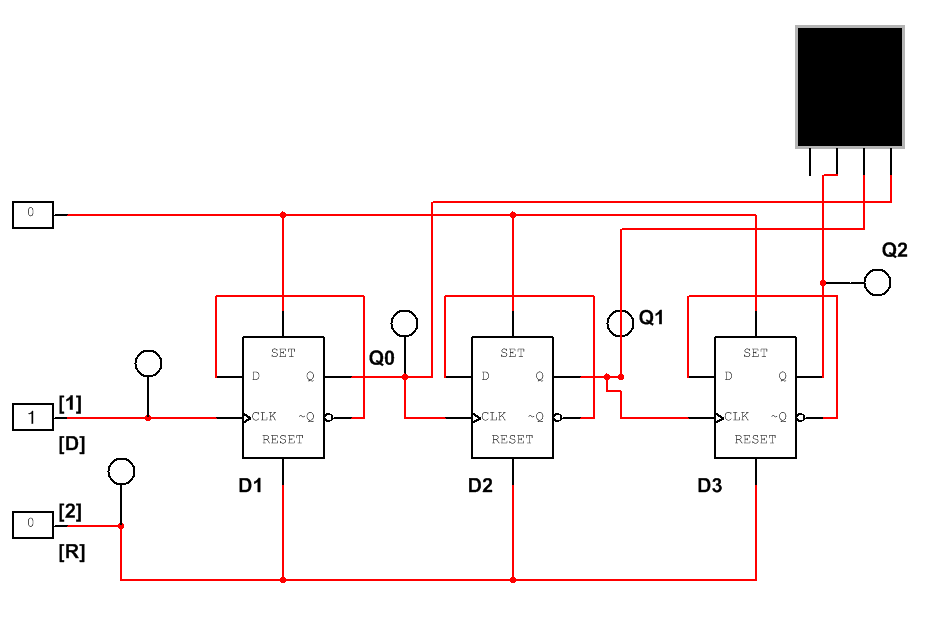 0
Q2
Q1
SET
SET
SET
Q0
D
Q
D
Q
D
Q
[1]
1
CLK
~Q
CLK
~Q
CLK
~Q
[D]
RESET
RESET
RESET
D1
D2
D3
[2]
0
[R]